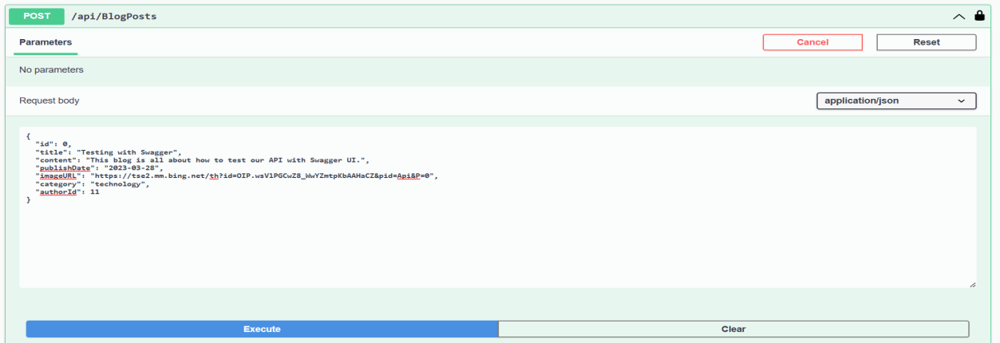 POST /api/BlogPosts
Parameters
Cancel
Reset
No parameters
Request body
application/json
{
  "id": 0,
  "title": "Testing with Swagger",
  "content": "This blog is all about how to test our API with Swagger UI.",
  "publishDate": "2023-03-28",
  "imageURL": "https://tse2.mm.bing.net/th?id=OIP.wsV1PGCwZ8_WwYZmtpKbAAHaCZ&pid=Api&P=0",
  "category": "technology",
  "authorId": 11
}
Execute
Clear